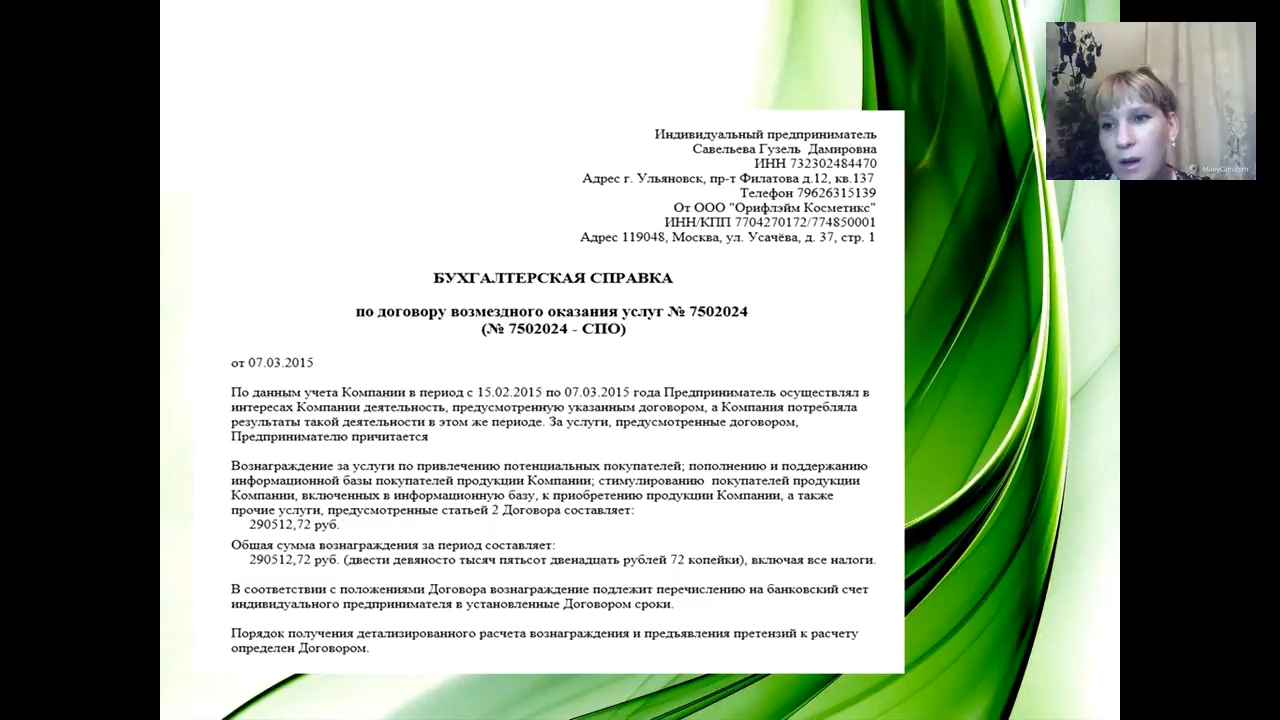 Индивидуальный предприниматель
Савельева Гузель Дамировна
ИНН 732302484470
Адрес г. Ульяновск, пр-т Филатова д.12, кв.137
Телефон 79626315139
От ООО "Орифлэйм Косметикс"
ИНН/КПП 7704270172/774850001
Адрес 119048, Москва, ул. Усачёва, д. 37, стр. 1
БУХГАЛТЕРСКАЯ СПРАВКА
по договору возмездного оказания услуг № 7502024
(№ 7502024 - СПО)
от 07.03.2015
По данным учета Компании в период с 15.02.2015 по 07.03.2015 года Предприниматель осуществлял в
интересах Компании деятельность, предусмотренную указанным договором, а Компания потребляла
результаты такой деятельности в этом же периоде. За услуги, предусмотренные договором,
Предпринимателю причитается
Вознаграждение за услуги по привлечению потенциальных покупателей; пополнению и поддержанию
информационной базы покупателей продукции Компании; стимулированию покупателей продукции
Компании, включенных в информационную базу, к приобретению продукции Компании, а также
прочие услуги, предусмотренные статьей 2 Договора составляет:
290512,72 руб.
Общая сумма вознаграждения за период составляет:
290512,72 руб. (двести девяносто тысяч пятьсот двенадцать рублей 72 копейки), включая все налоги.
В соответствии с положениями Договора вознаграждение подлежит перечислению на банковский счет
индивидуального предпринимателя в установленные Договором сроки.
Порядок получения детализированного расчета вознаграждения и предъявления претензий к расчету
определен Договором.
ManyCam.com